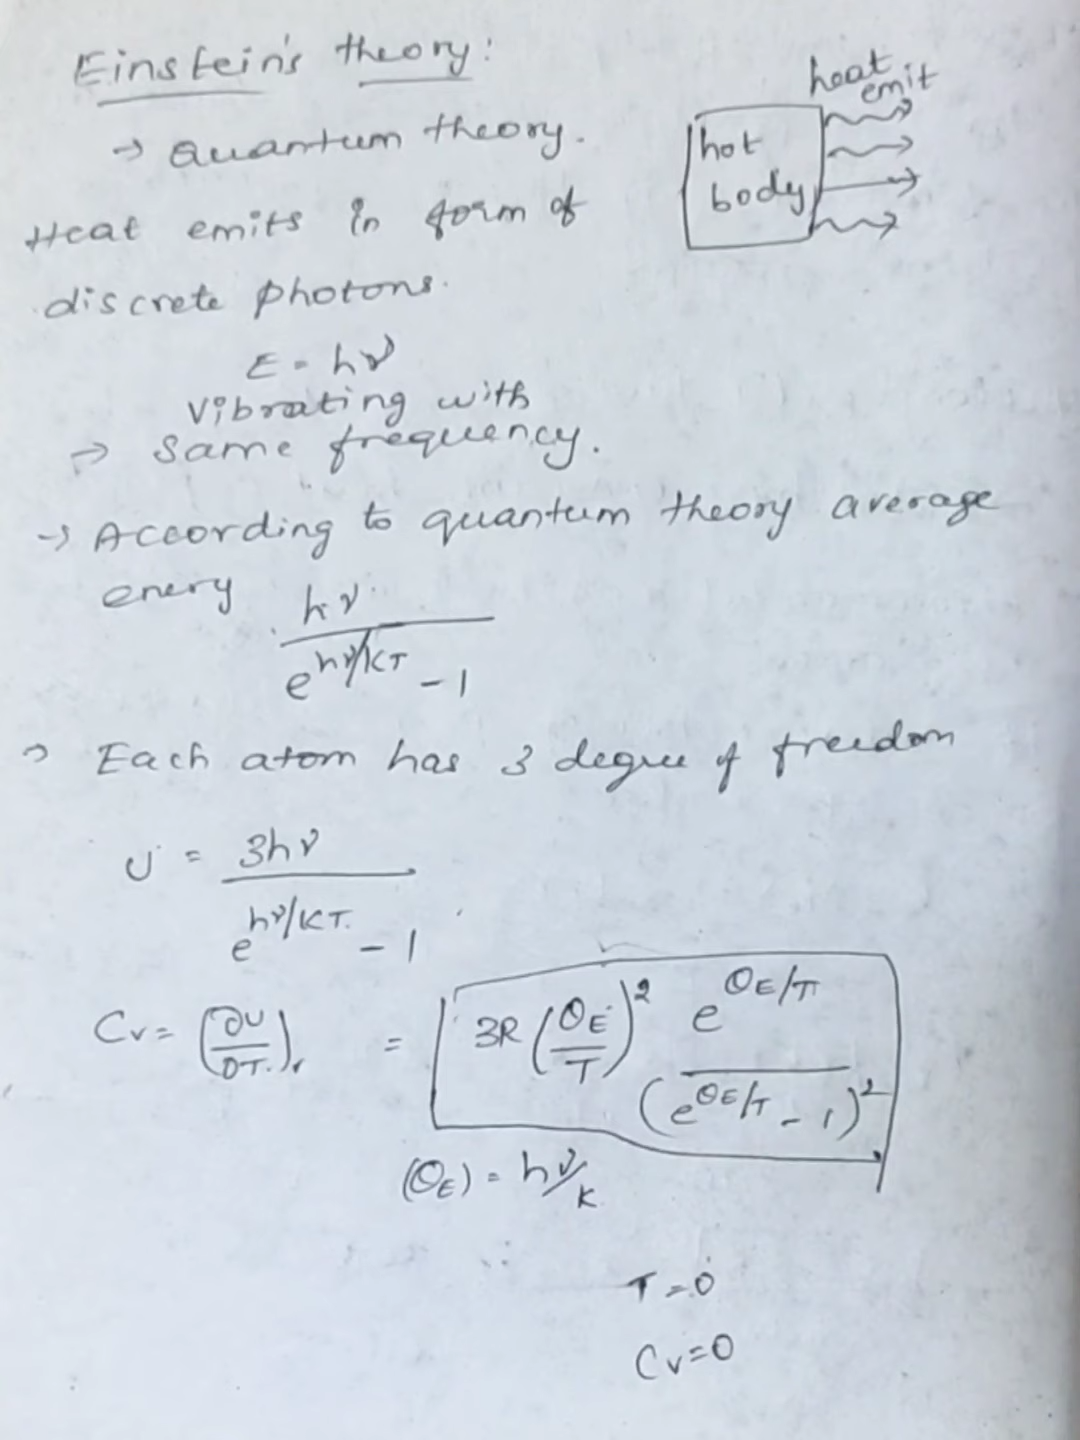 Einstein's theory:
→ Quantum theory.
heat
emit
hot
body
Heat emits in form of
discrete photons.
E = hν
Vibrating with
→ Same frequency.
→ According to quantum theory average
enery hν / e^hν/KT - 1
→ Each atom has 3 degree of freedom
U = 3hν / e^hν/KT - 1
Cv = (∂U/∂T)v = 3R (ΘE/T)^2 e^ΘE/T / (e^ΘE/T - 1)^2
(ΘE) = hν/K
T = 0
Cv = 0